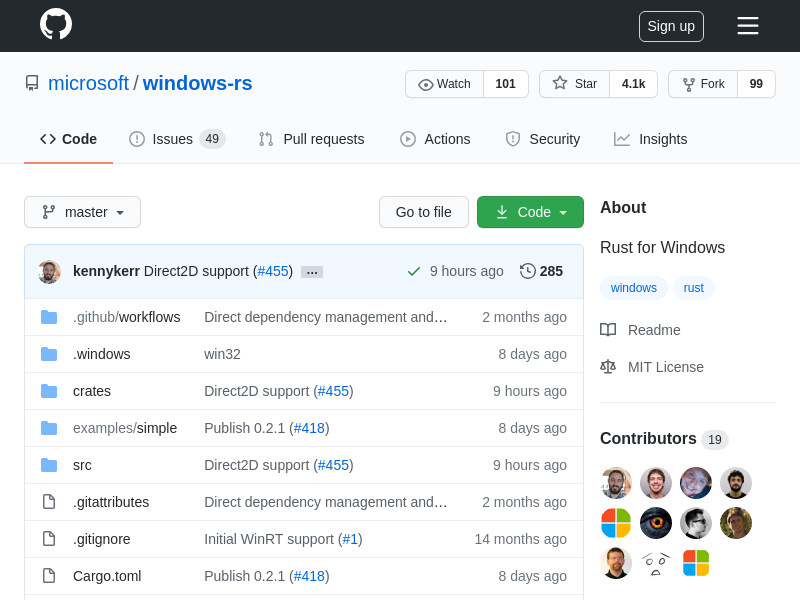 Sign up
microsoft / windows-rs
Watch 101 Star 4.1k Fork 99
Code Issues 49 Pull requests Actions Security Insights
master Go to file Code
kennykerr Direct2D support (#455) … 9 hours ago 285
.github/workflows Direct dependency management and… 2 months ago
.windows win32 8 days ago
crates Direct2D support (#455) 9 hours ago
examples/simple Publish 0.2.1 (#418) 8 days ago
src Direct2D support (#455) 9 hours ago
.gitattributes Direct dependency management and… 2 months ago
.gitignore Initial WinRT support (#1) 14 months ago
Cargo.toml Publish 0.2.1 (#418) 8 days ago
About
Rust for Windows
windows rust
Readme
MIT License
Contributors 19